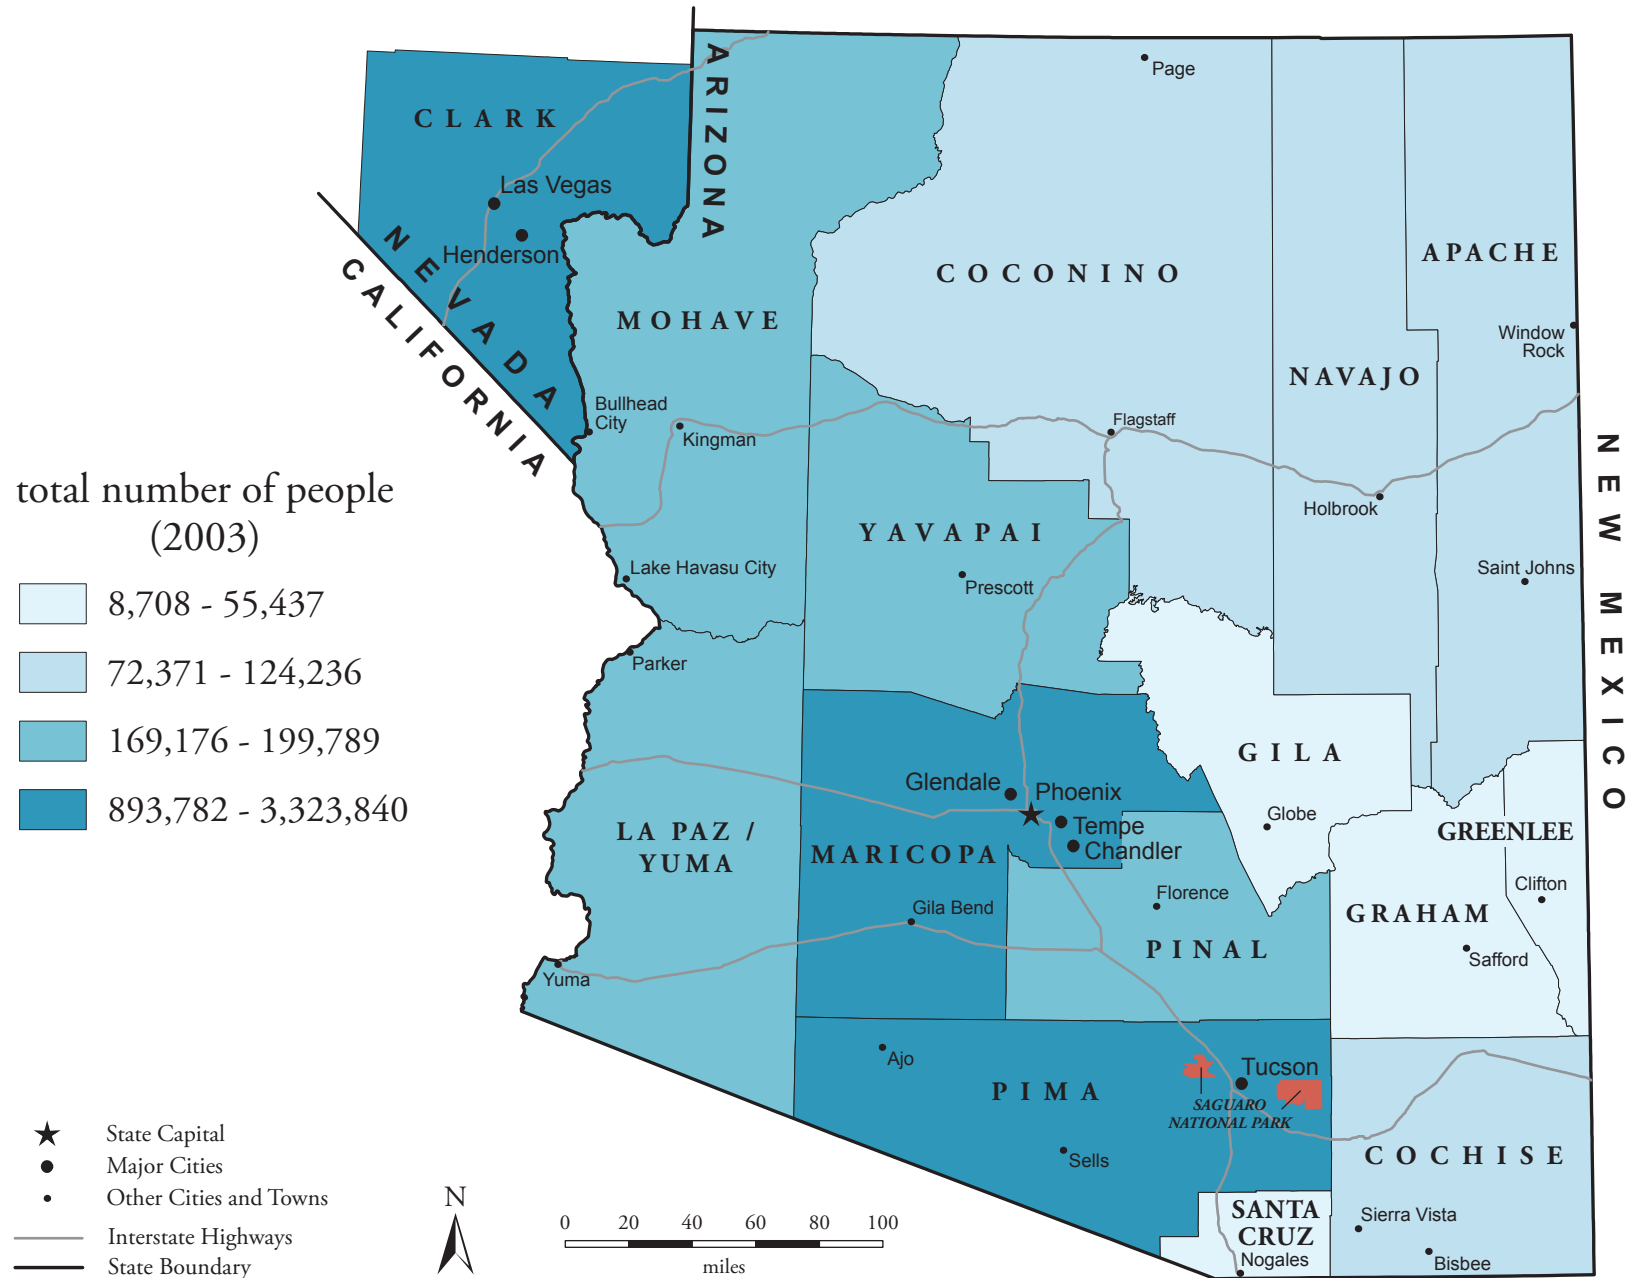 ARIZONA
Page
CLARK
Las Vegas
Henderson
NEVADA
CALIFORNIA
COCONINO
APACHE
MOHAVE
Window
Rock
NAVAJO
Bullhead
City
Kingman
Flagstaff
NEW MEXICO
total number of people
(2003)
8,708 - 55,437
72,371 - 124,236
169,176 - 199,789
893,782 - 3,323,840
Holbrook
YAVAPAI
Prescott
Lake Havasu City
Saint Johns
Parker
GILA
Globe
Glendale
Phoenix
Tempe
Chandler
LA PAZ /
YUMA
MARICOPA
GREENLEE
Clifton
Florence
Gila Bend
GRAHAM
PINAL
Safford
Yuma
Ajo
PIMA
Tucson
SAGUARO
NATIONAL PARK
Sells
COCHISE
SANTA
CRUZ
Nogales
Sierra Vista
Bisbee
State Capital
Major Cities
Other Cities and Towns
Interstate Highways
State Boundary
N
0 20 40 60 80 100
miles